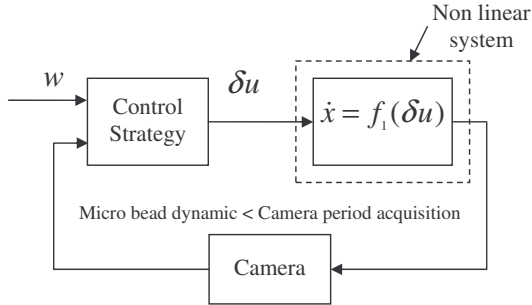 Non linear
system
w
δu
Control
Strategy
ẋ = f₁(δu)
Micro bead dynamic < Camera period acquisition
Camera